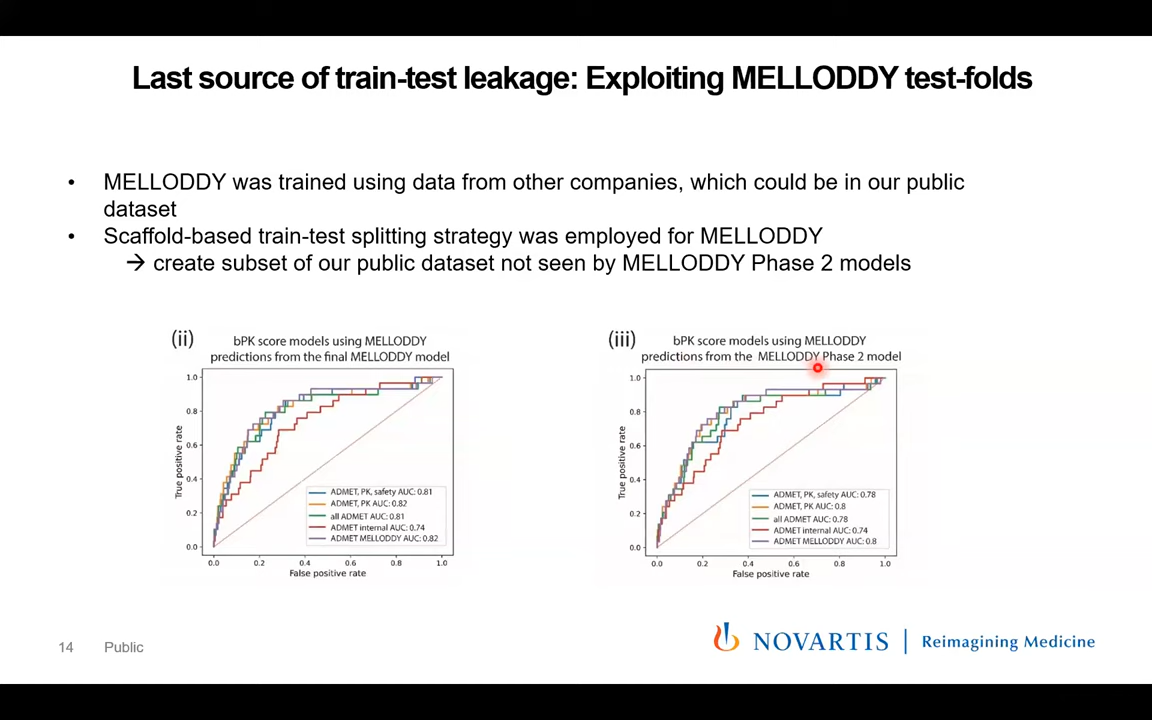 Last source of train-test leakage: Exploiting MELLODDY test-folds
• MELLODDY was trained using data from other companies, which could be in our public
dataset
• Scaffold-based train-test splitting strategy was employed for MELLODDY
→ create subset of our public dataset not seen by MELLODDY Phase 2 models
(ii)
bPK score models using MELLODDY
predictions from the final MELLODDY model
1.0
0.8
0.6
0.4
0.2
0.0
True positive rate
ADMET, PK, safety AUC: 0.81
ADMET, PK AUC: 0.82
all ADMET AUC: 0.81
ADMET internal AUC: 0.74
ADMET MELLODDY AUC: 0.82
0.0 0.2 0.4 0.6 0.8 1.0
False positive rate
(iii)
bPK score models using MELLODDY
predictions from the MELLODDY Phase 2 model
1.0
0.8
0.6
0.4
0.2
0.0
True positive rate
ADMET, PK, safety AUC: 0.78
ADMET, PK AUC: 0.8
all ADMET AUC: 0.78
ADMET internal AUC: 0.74
ADMET MELLODDY AUC: 0.8
0.0 0.2 0.4 0.6 0.8 1.0
False positive rate
14 Public
NOVARTIS | Reimagining Medicine